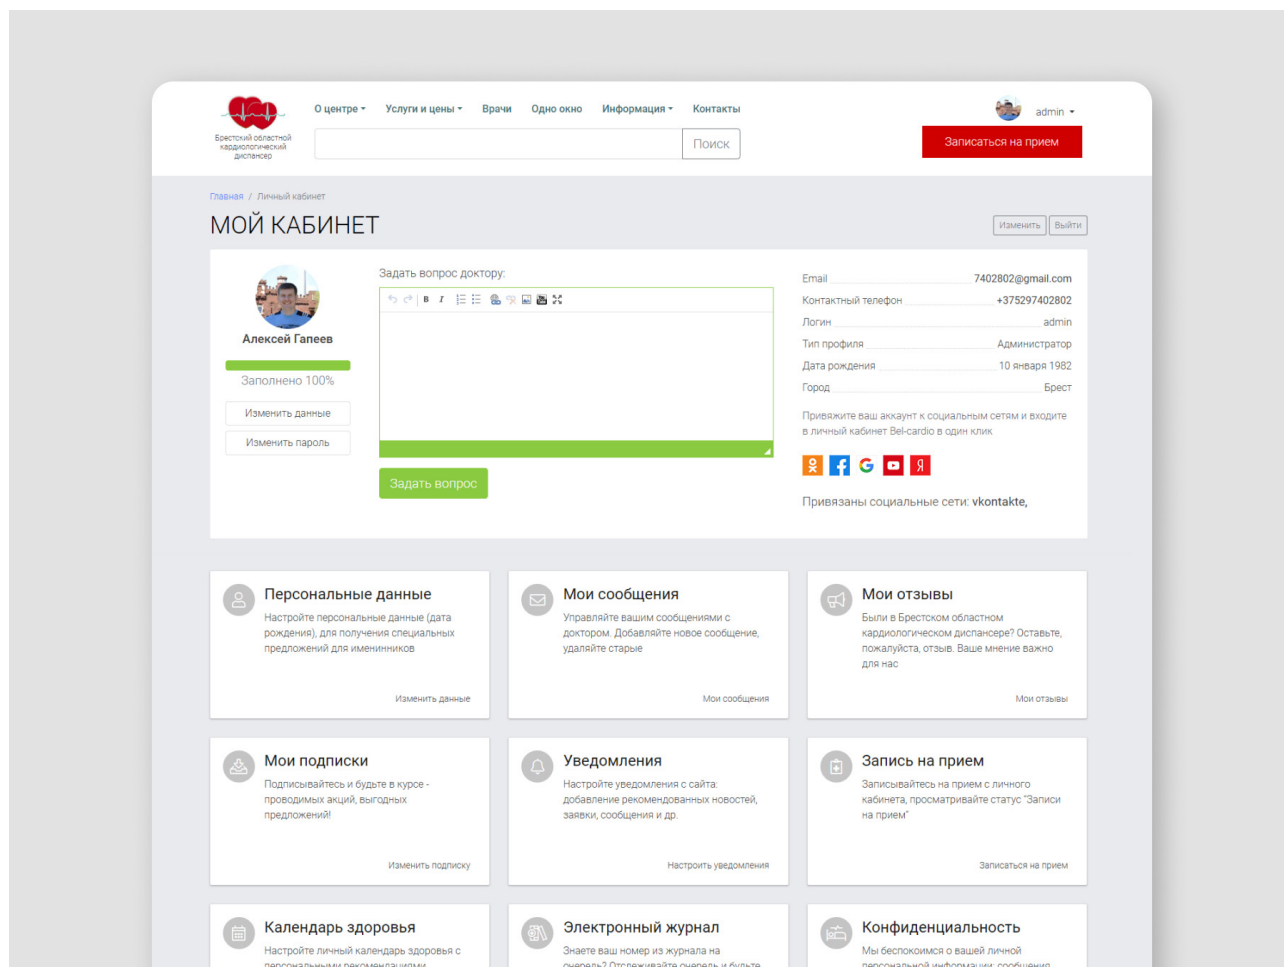 О центре
Услуги и цены
Врачи
Одно окно
Информация
Контакты
admin
Брестский областной
кардиологический
диспансер
Поиск
Записаться на прием
Главная / Личный кабинет
МОЙ КАБИНЕТ
Изменить
Выйти
Алексей Гапеев
Заполнено 100%
Изменить данные
Изменить пароль
Задать вопрос доктору:
B I
Задать вопрос
Email 7402802@gmail.com
Контактный телефон +375297402802
Логин admin
Тип профиля Администратор
Дата рождения 10 января 1982
Город Брест
Привяжите ваш аккаунт к социальным сетям и входите
в личный кабинет Bel-cardio в один клик.
Привязаны социальные сети: vkontakte,
Персональные данные
Настройте персональные данные (дата
рождения), для получения специальных
предложений для именинников
Изменить данные
Мои сообщения
Управляйте вашим сообщениями с
доктором. Добавляйте новое сообщение,
удаляйте старые
Мои сообщения
Мои отзывы
Были в Брестском областном
кардиологическом диспансере? Оставьте,
пожалуйста, отзыв. Ваше мнение важно
для нас
Мои отзывы
Мои подписки
Подписывайтесь и будьте в курсе -
проводимых акций, выгодных
предложений!
Изменить подписку
Уведомления
Настройте уведомления с сайта:
добавление рекомендованных новостей,
заявки, сообщения и др.
Настроить уведомления
Запись на прием
Записывайтесь на прием с личного
кабинета, просматривайте статус "Записи
на прием"
Записаться на прием
Календарь здоровья
Настройте личный календарь здоровья с
персональными рекомендациями
Электронный журнал
Знаете ваш номер из журнала на
очередь? Отслеживайте очередь и будьте
Конфиденциальность
Мы беспокоимся о вашей личной
персональной информации: сообщения